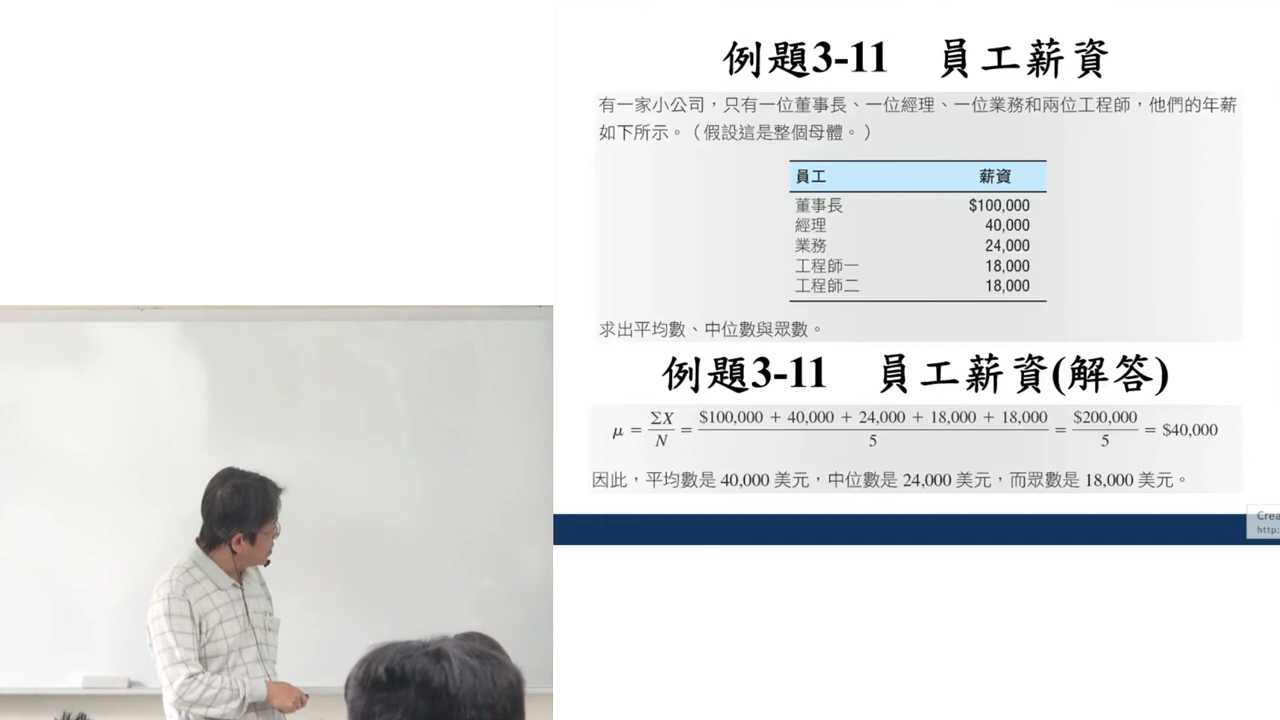 例題3-11 員工薪資
有一家小公司，只有一位董事長、一位經理、一位業務和兩位工程師，他們的年薪
如下所示。（假設這是整個母體。）
員工 薪資
董事長 $100,000
經理 40,000
業務 24,000
工程師一 18,000
工程師二 18,000
求出平均數、中位數與眾數。
例題3-11 員工薪資(解答)
μ = ΣX/N = $100,000 + 40,000 + 24,000 + 18,000 + 18,000/5 = $200,000/5 = $40,000
因此，平均數是 40,000 美元，中位數是 24,000 美元，而眾數是 18,000 美元。
Crea
http: